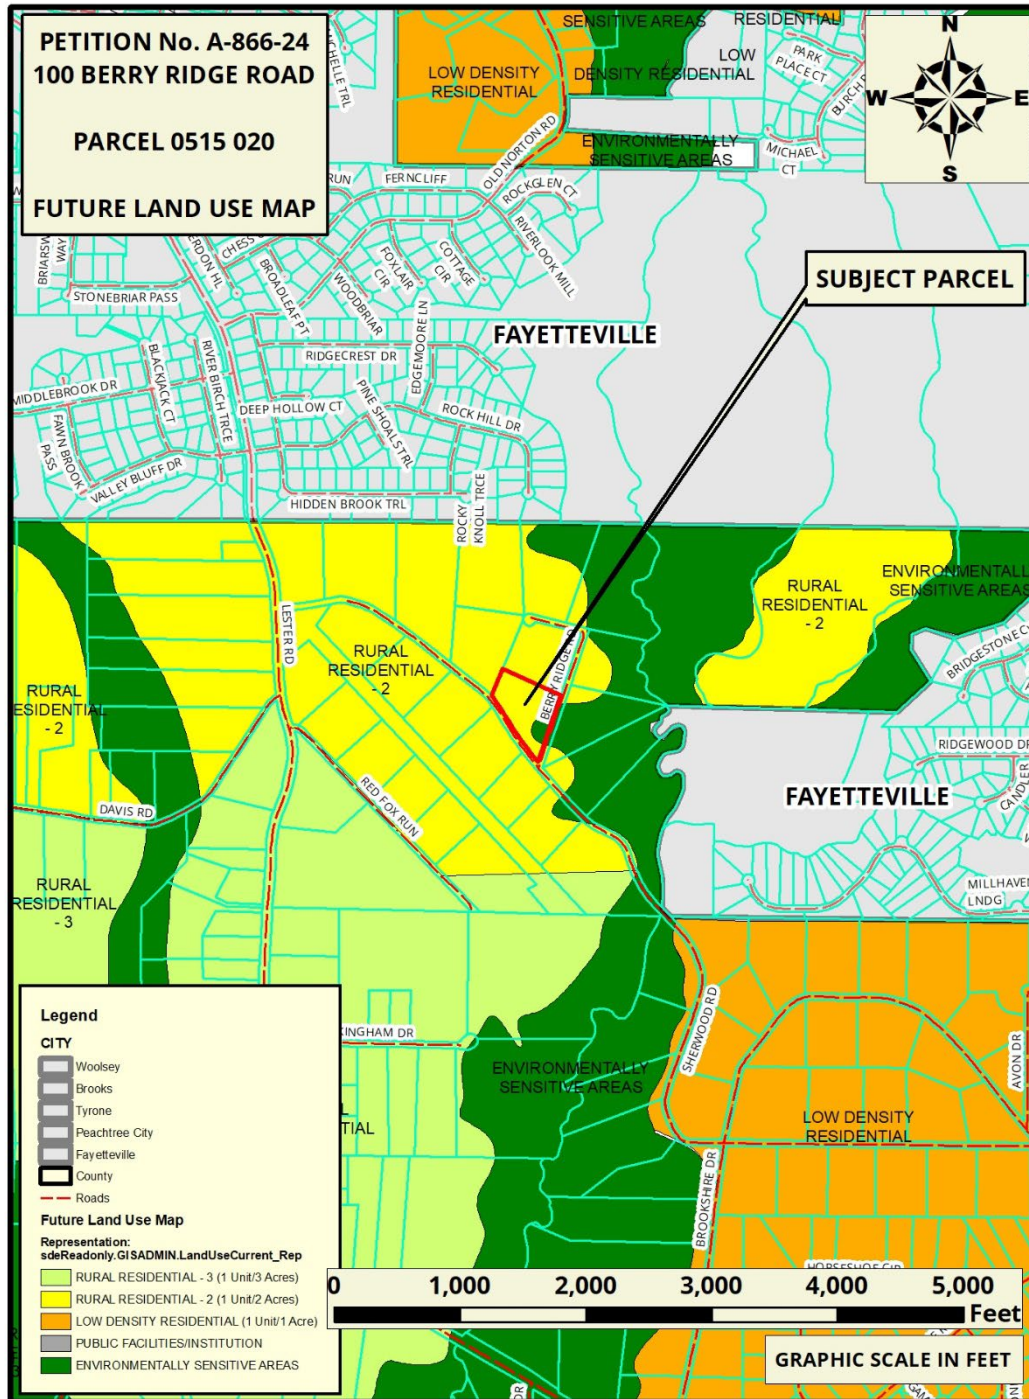 PETITION No. A-866-24
100 BERRY RIDGE ROAD
PARCEL 0515 020
FUTURE LAND USE MAP
SENSITIVE AREAS
RESIDENTIAL
N
W
E
S
LOW DENSITY
RESIDENTIAL
LOW
DENSITY RESIDENTIAL
PARK
PLACE CT
MICHAEL
CT
ENVIRONMENTALLY
SENSITIVE AREAS
OLD NORTON RD
RUN
FERNCLIFF
ROCKGLEN CT
RIVERLOOK MILL
COTTAGE
CIR
FOXLAIR
CIR
WOODBRIAR
BROADLEAF PT
WAY
STONEBRIAR PASS
SUBJECT PARCEL
FAYETTEVILLE
RIDGECREST DR
EDGEMOORE LN
MIDDLEBROOK DR
BLACKJACK CT
RIVER BIRCH TRCE
DEEP HOLLOW CT
PINE SHOALS TRL
ROCK HILL DR
FAWN BROOK
PASS
VALLEY BLUFF DR
HIDDEN BROOK TRL
ROCKY
KNOLL TRCE
LESTER RD
RURAL
RESIDENTIAL
- 2
ENVIRONMENTALLY
SENSITIVE AREAS
RURAL
RESIDENTIAL
- 2
BERRY RIDGE RD
RURAL
ESIDENTIAL
- 2
DAVIS RD
RED FOX RUN
RIDGEWOOD DR
CANDLER
FAYETTEVILLE
MILLHAVEN
LNDG
RURAL
RESIDENTIAL
- 3
SHERWOOD RD
AVON DR
KINGHAM DR
ENVIRONMENTALLY
SENSITIVE AREAS
LOW DENSITY
RESIDENTIAL
BROOKSHIRE DR
Legend
CITY
Woolsey
Brooks
Tyrone
Peachtree City
Fayetteville
County
Roads
Future Land Use Map
Representation:
sdeReadonly.GISADMIN.LandUseCurrent_Rep
RURAL RESIDENTIAL - 3 (1 Unit/3 Acres)
RURAL RESIDENTIAL - 2 (1 Unit/2 Acres)
LOW DENSITY RESIDENTIAL (1 Unit/1 Acre)
PUBLIC FACILITIES/INSTITUTION
ENVIRONMENTALLY SENSITIVE AREAS
0 1,000 2,000 3,000 4,000 5,000
Feet
GRAPHIC SCALE IN FEET
DR